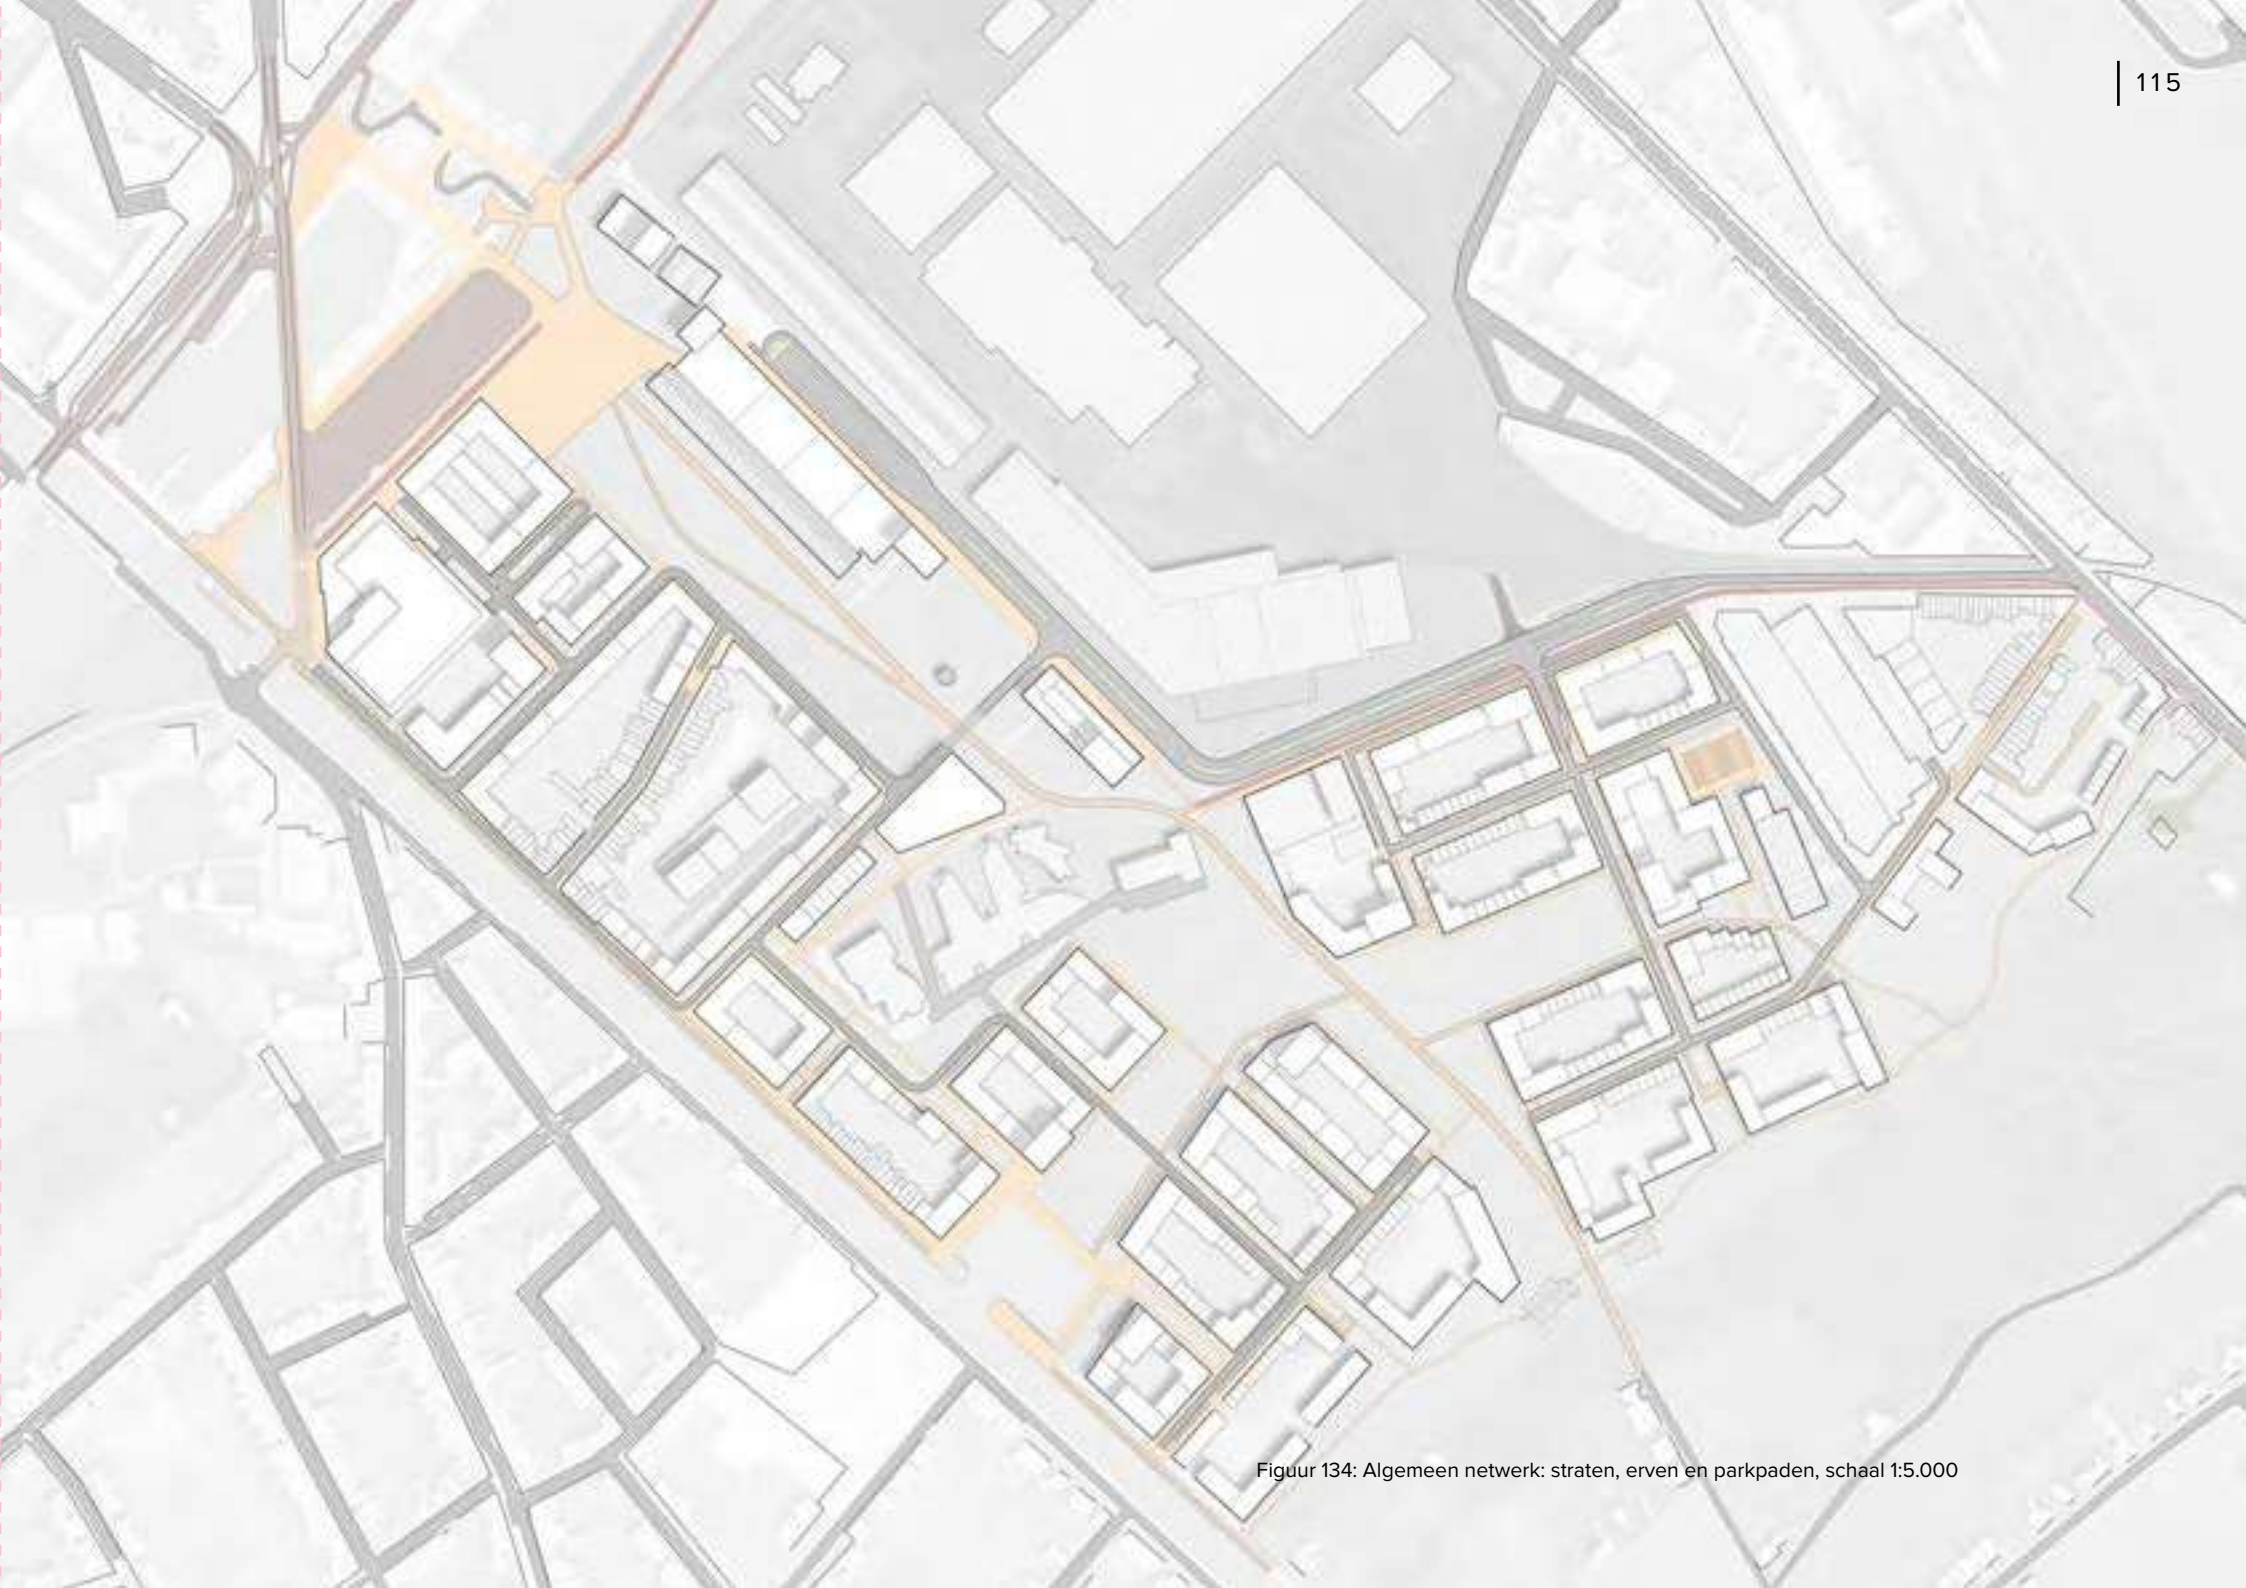 115
Figuur 134: Algemeen netwerk: straten, erven en parkpaden, schaal 1:5.000